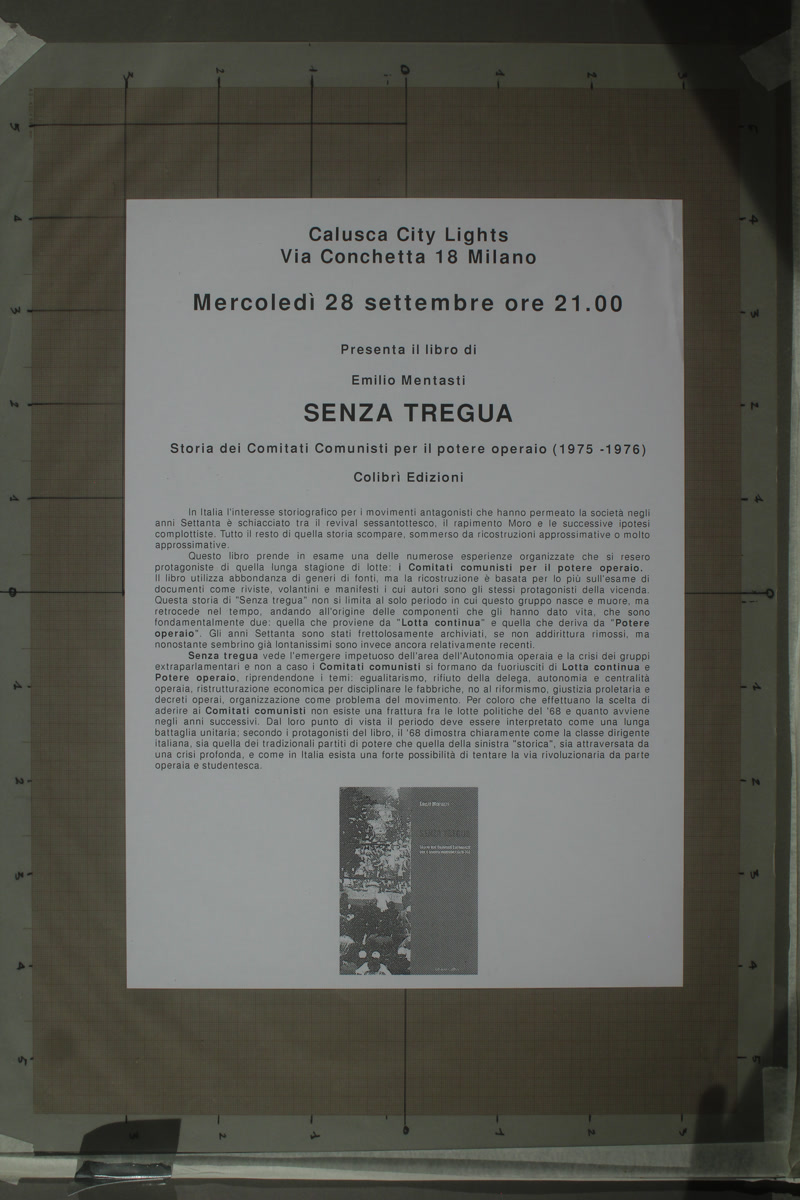 Calusca City Lights
Via Conchetta 18 Milano
Mercoledì 28 settembre ore 21.00
Presenta il libro di
Emilio Mentasti
SENZA TREGUA
Storia dei Comitati Comunisti per il potere operaio (1975 -1976)
Colibrì Edizioni
In Italia l'interesse storiografico per i movimenti antagonisti che hanno permeato la società negli
anni Settanta è schiacciato tra il revival sessantottesco, il rapimento Moro e le successive ipotesi
complottiste. Tutto il resto di quella storia scompare, sommerso da ricostruzioni approssimative o molto
approssimative.
Questo libro prende in esame una delle numerose esperienze organizzate che si resero
protagoniste di quella lunga stagione di lotte: i Comitati comunisti per il potere operaio.
Il libro utilizza abbondanza di generi di fonti, ma la ricostruzione è basata per lo più sull'esame di
documenti come riviste, volantini e manifesti i cui autori sono gli stessi protagonisti della vicenda.
Questa storia di "Senza tregua" non si limita al solo periodo in cui questo gruppo nasce e muore, ma
retrocede nel tempo, andando all'origine delle componenti che gli hanno dato vita, che sono
fondamentalmente due: quella che proviene da "Lotta continua" e quella che deriva da "Potere
operaio". Gli anni Settanta sono stati frettolosamente archiviati, se non addirittura rimossi, ma
nonostante sembrino già lontanissimi sono invece ancora relativamente recenti.
Senza tregua vede l'emergere impetuoso dell'area dell'Autonomia operaia e la crisi dei gruppi
extraparlamentari e non a caso i Comitati comunisti si formano da fuoriusciti di Lotta continua e
Potere operaio, riprendendone i temi: egualitarismo, rifiuto della delega, autonomia e centralità
operaia, ristrutturazione economica per disciplinare le fabbriche, no al riformismo, giustizia proletaria e
decreti operai, organizzazione come problema del movimento. Per coloro che effettuano la scelta di
aderire ai Comitati comunisti non esiste una frattura fra le lotte politiche del '68 e quanto avviene
negli anni successivi. Dal loro punto di vista il periodo deve essere interpretato come una lunga
battaglia unitaria; secondo i protagonisti del libro, il '68 dimostra chiaramente come la classe dirigente
italiana, sia quella dei tradizionali partiti di potere che quella della sinistra "storica", sia attraversata da
una crisi profonda, e come in Italia esista una forte possibilità di tentare la via rivoluzionaria da parte
operaia e studentesca.